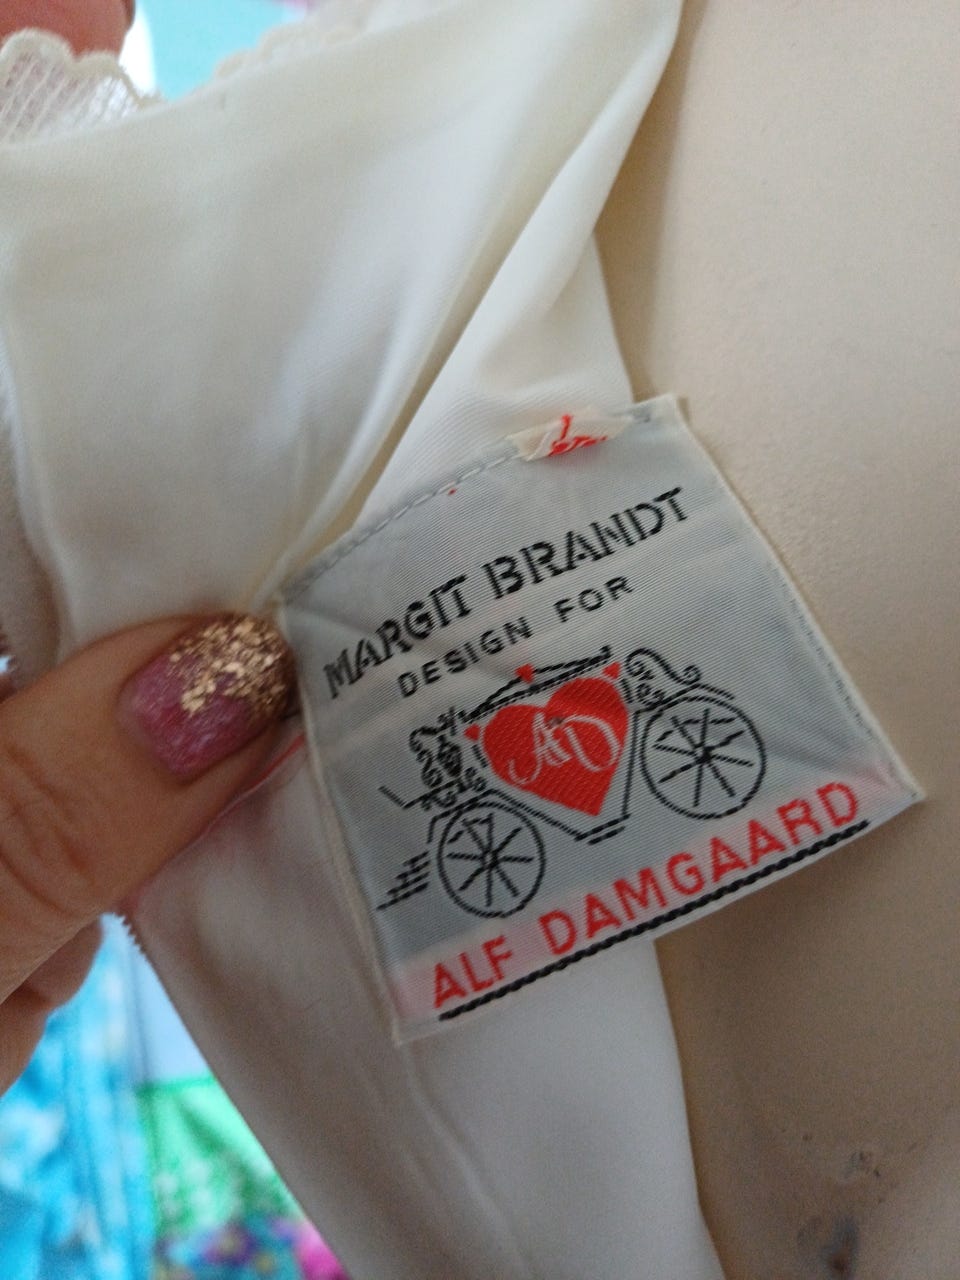 MARGIT BRANDT
DESIGN FOR
AD
ALF DAMGAARD